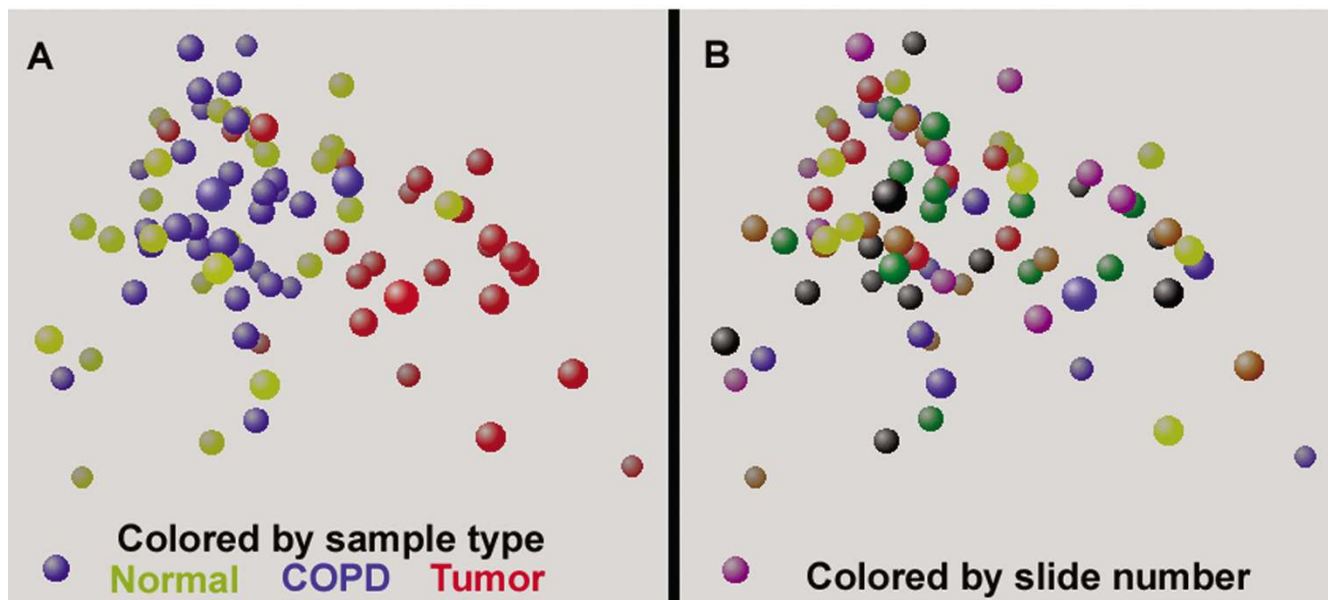 A
B
Colored by sample type
Normal COPD Tumor
Colored by slide number